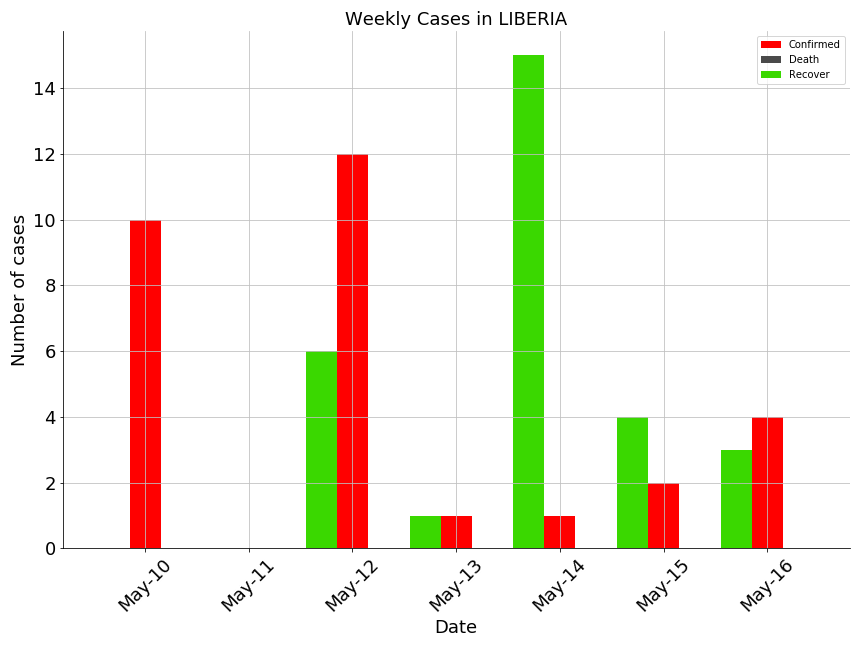 Weekly Cases in LIBERIA
Confirmed
Death
Recover
Number of cases
14
12
10
8
6
4
2
0
May-10
May-11
May-12
May-13
May-14
May-15
May-16
Date